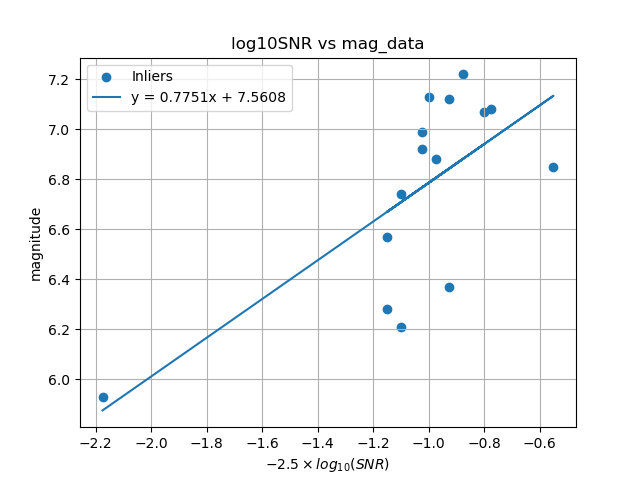 log10SNR vs mag_data
Inliers
y = 0.7751x + 7.5608
7.2
7.0
6.8
6.6
6.4
6.2
6.0
magnitude
−2.2 −2.0 −1.8 −1.6 −1.4 −1.2 −1.0 −0.8 −0.6
−2.5 × log₁₀(SNR)